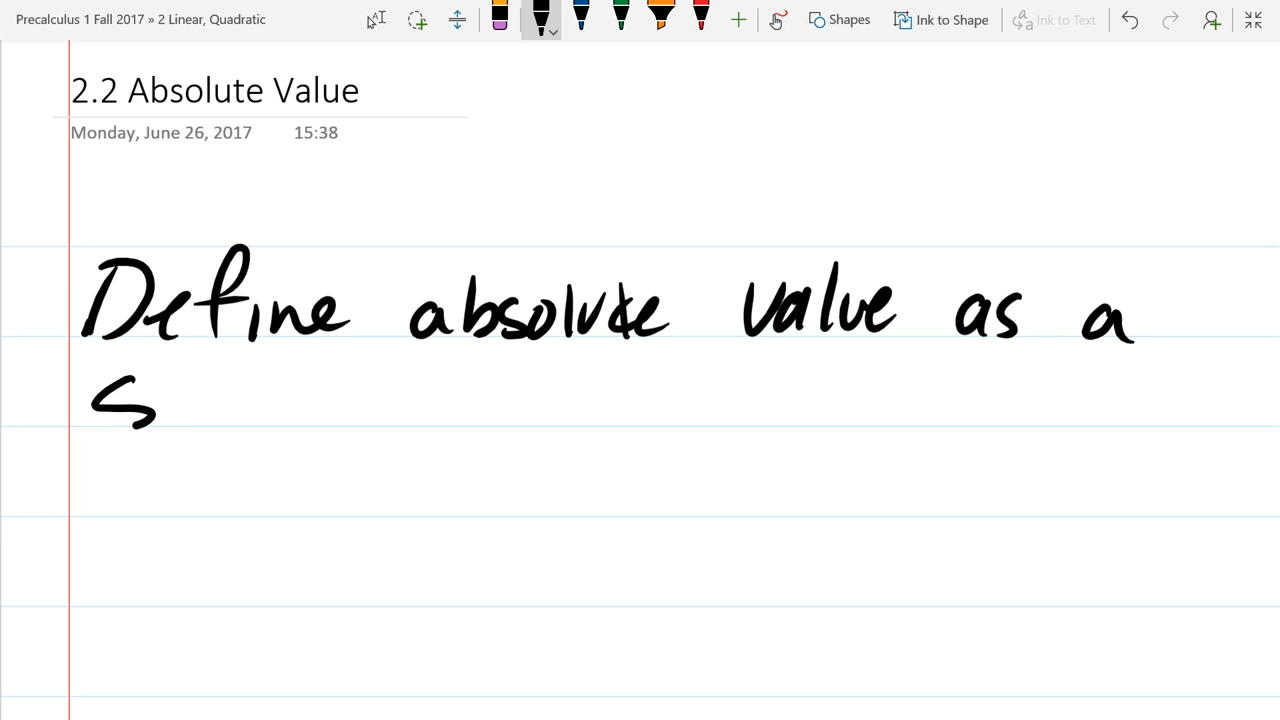 Precalculus 1 Fall 2017 » 2 Linear, Quadratic
Shapes
Ink to Shape
Ink to Text
2.2 Absolute Value
Monday, June 26, 2017 15:38
Define absolute value as a
S